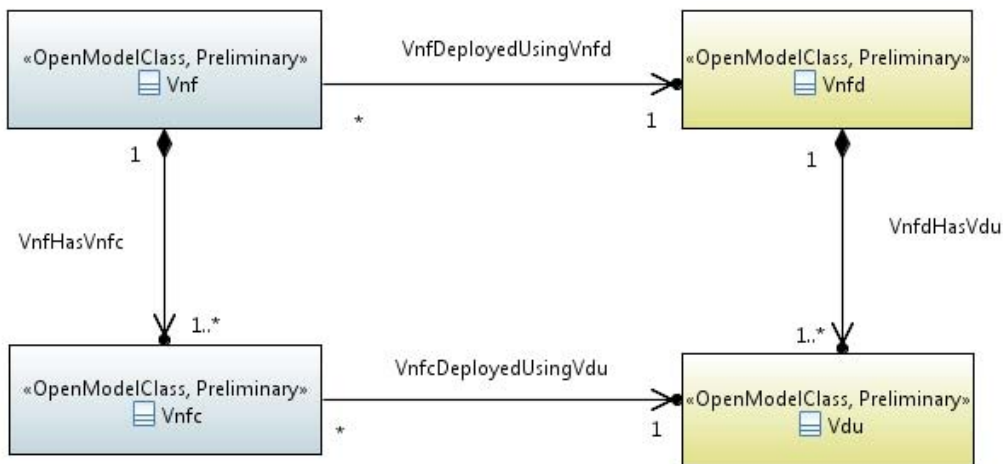 «OpenModelClass, Preliminary»
Vnf
VnfDeployedUsingVnfd
«OpenModelClass, Preliminary»
Vnfd
*
1
1
1
VnfHasVnfc
VnfdHasVdu
1..*
1..*
«OpenModelClass, Preliminary»
Vnfc
VnfcDeployedUsingVdu
«OpenModelClass, Preliminary»
Vdu
*
1